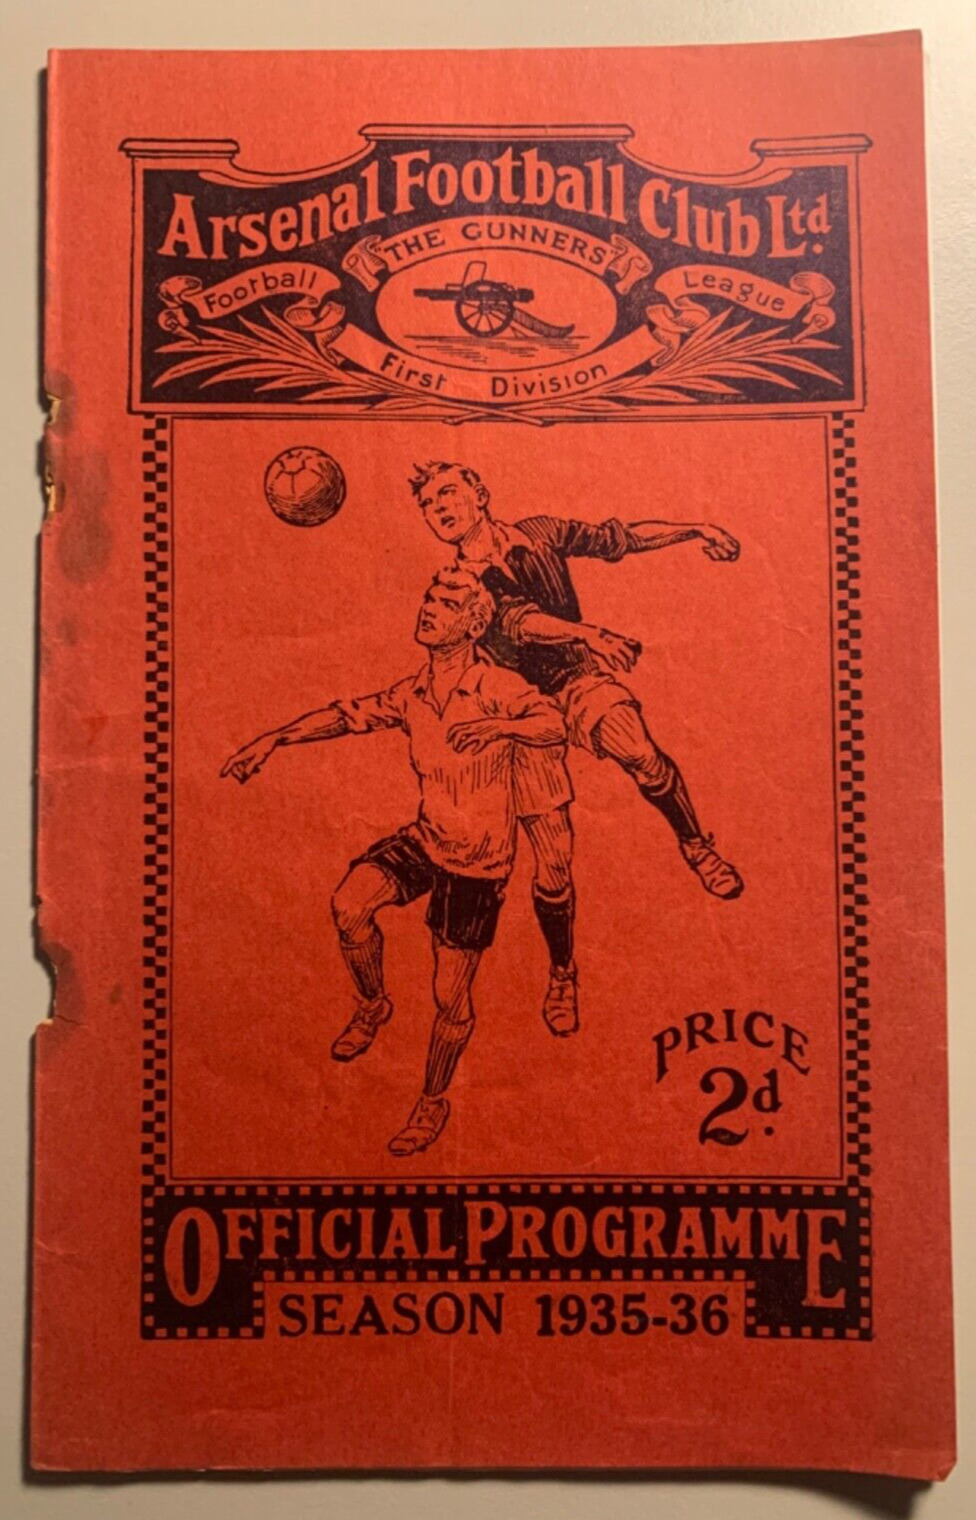 Arsenal Football Club Ltd.
"THE GUNNERS"
Football League
First Division
PRICE
2d.
OFFICIAL PROGRAMME
SEASON 1935-36